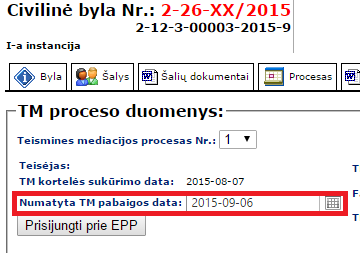 Civilinė byla Nr.: 2-26-XX/2015
2-12-3-00003-2015-9
I-a instancija
Byla Šalys Šalių dokumentai Procesas
TM proceso duomenys:
Teisminės mediacijos procesas Nr.: 1
Teisėjas:
TM kortelės sukūrimo data: 2015-08-07
Numatyta TM pabaigos data: 2015-09-06
Prisijungti prie EPP